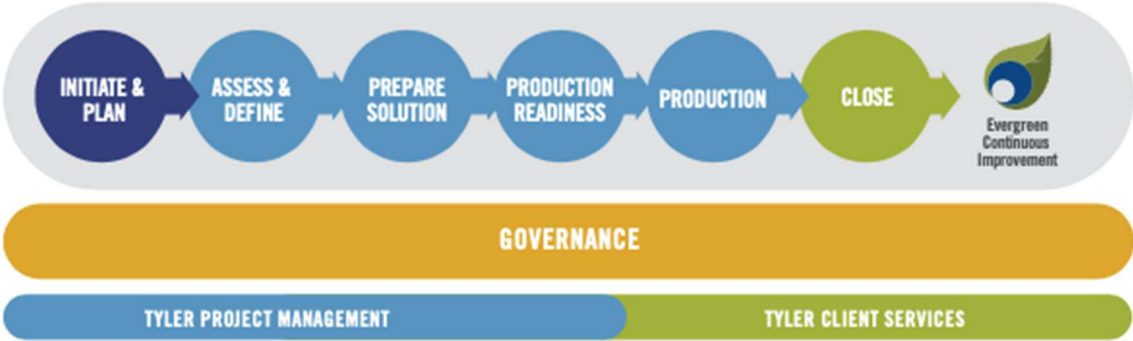 INITIATE &
PLAN
ASSESS &
DEFINE
PREPARE
SOLUTION
PRODUCTION
READINESS
PRODUCTION
CLOSE
Evergreen
Continuous
Improvement
GOVERNANCE
TYLER PROJECT MANAGEMENT
TYLER CLIENT SERVICES